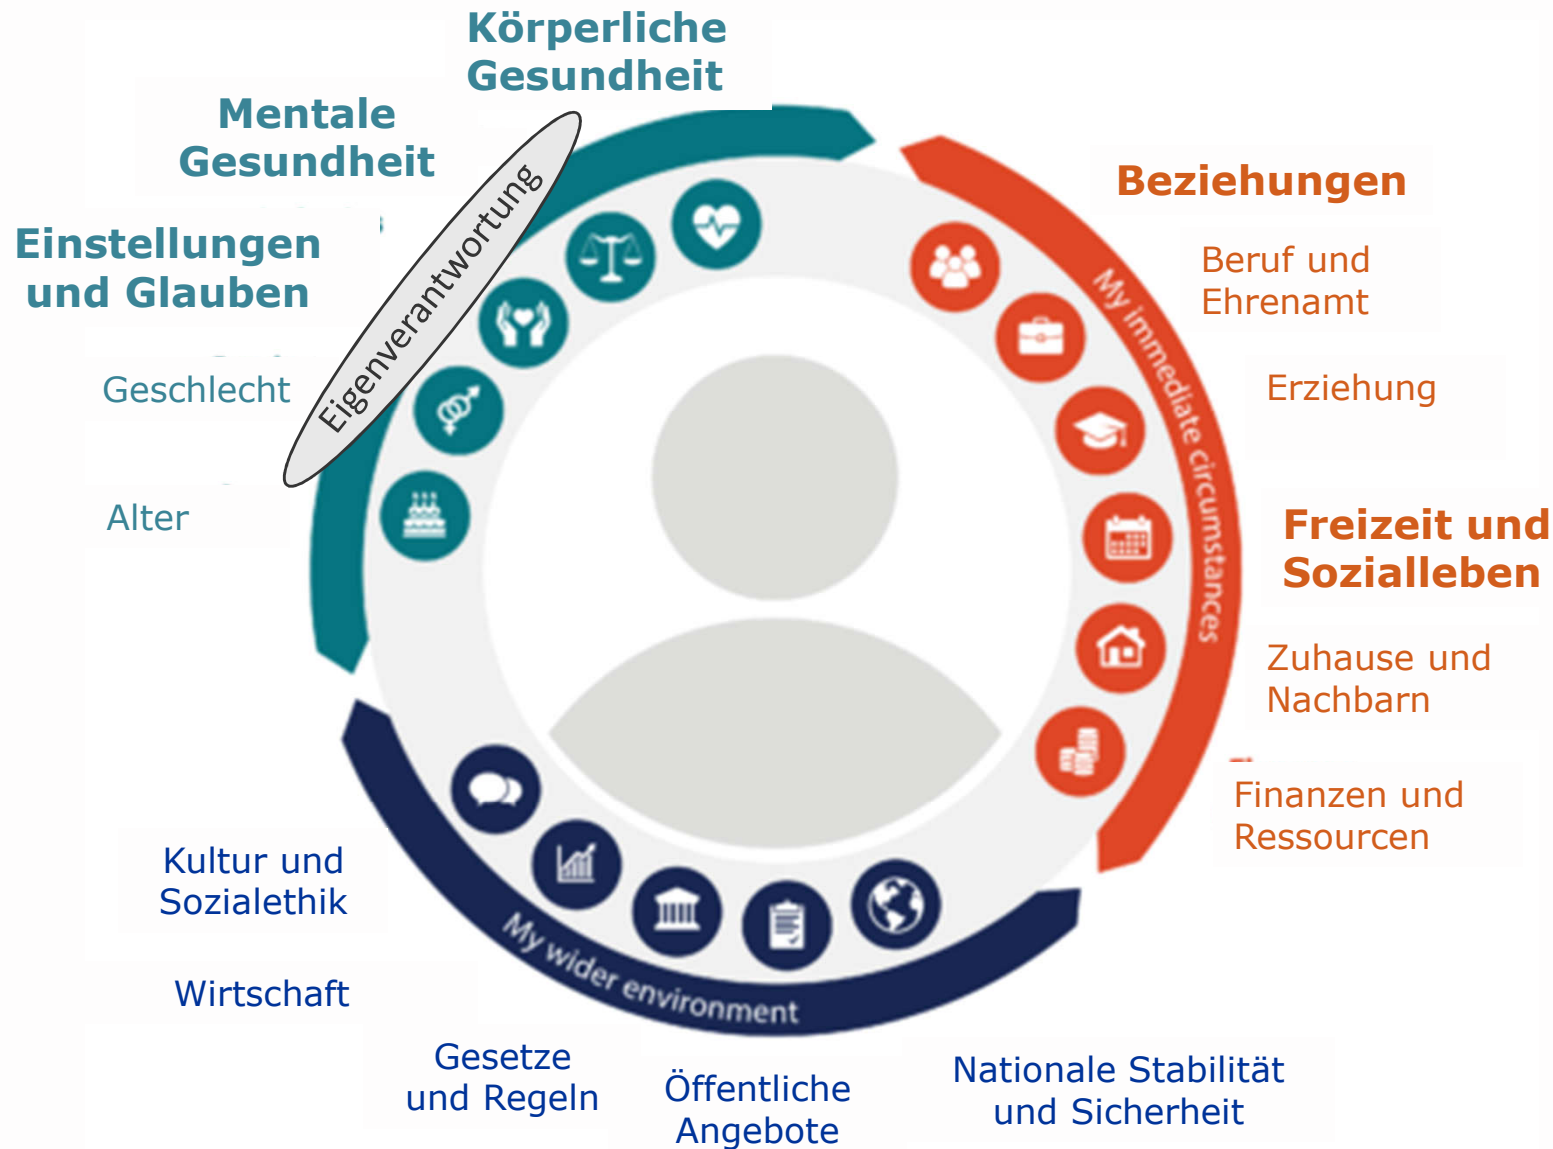 Körperliche
Gesundheit
Mentale
Gesundheit
Einstellungen
und Glauben
Geschlecht
Alter
Eigenverantwortung
Beziehungen
Beruf und
Ehrenamt
Erziehung
Freizeit und
Sozialleben
Zuhause und
Nachbarn
Finanzen und
Ressourcen
My immediate circumstances
Kultur und
Sozialethik
Wirtschaft
Gesetze
und Regeln
Öffentliche
Angebote
Nationale Stabilität
und Sicherheit
My wider environment